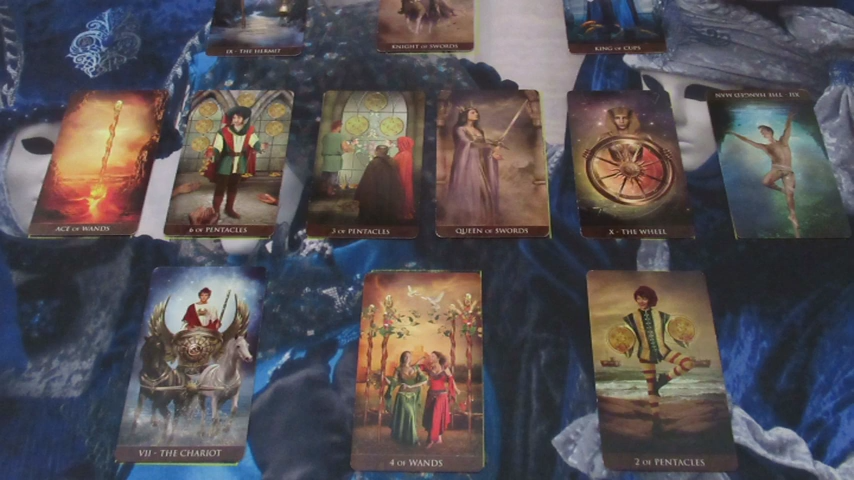 IX - THE HERMIT
KNIGHT OF SWORDS
KING OF CUPS
ACE OF WANDS
6 OF PENTACLES
3 OF PENTACLES
QUEEN OF SWORDS
X - THE WHEEL
XII - THE HANGED MAN
VII - THE CHARIOT
4 OF WANDS
2 OF PENTACLES